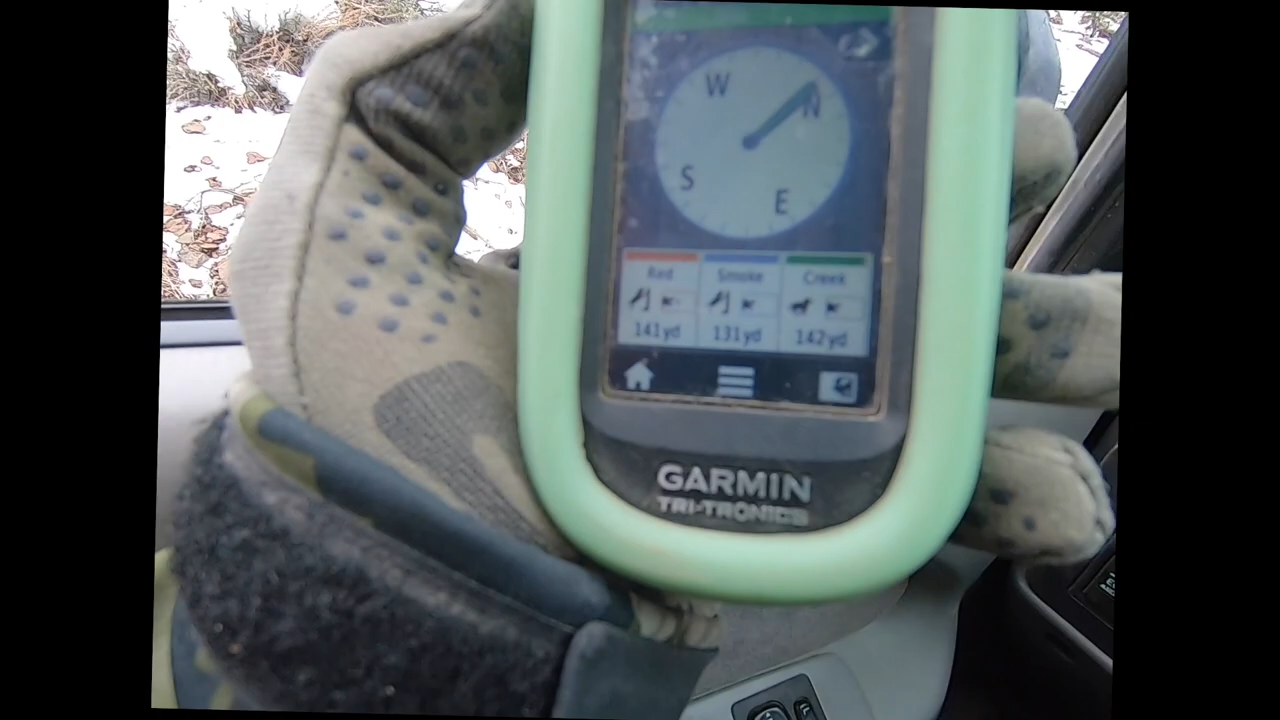 W
N
S
E
Red Smoke Creek
141yd 131yd 142yd
GARMIN
TRI-TRONICS